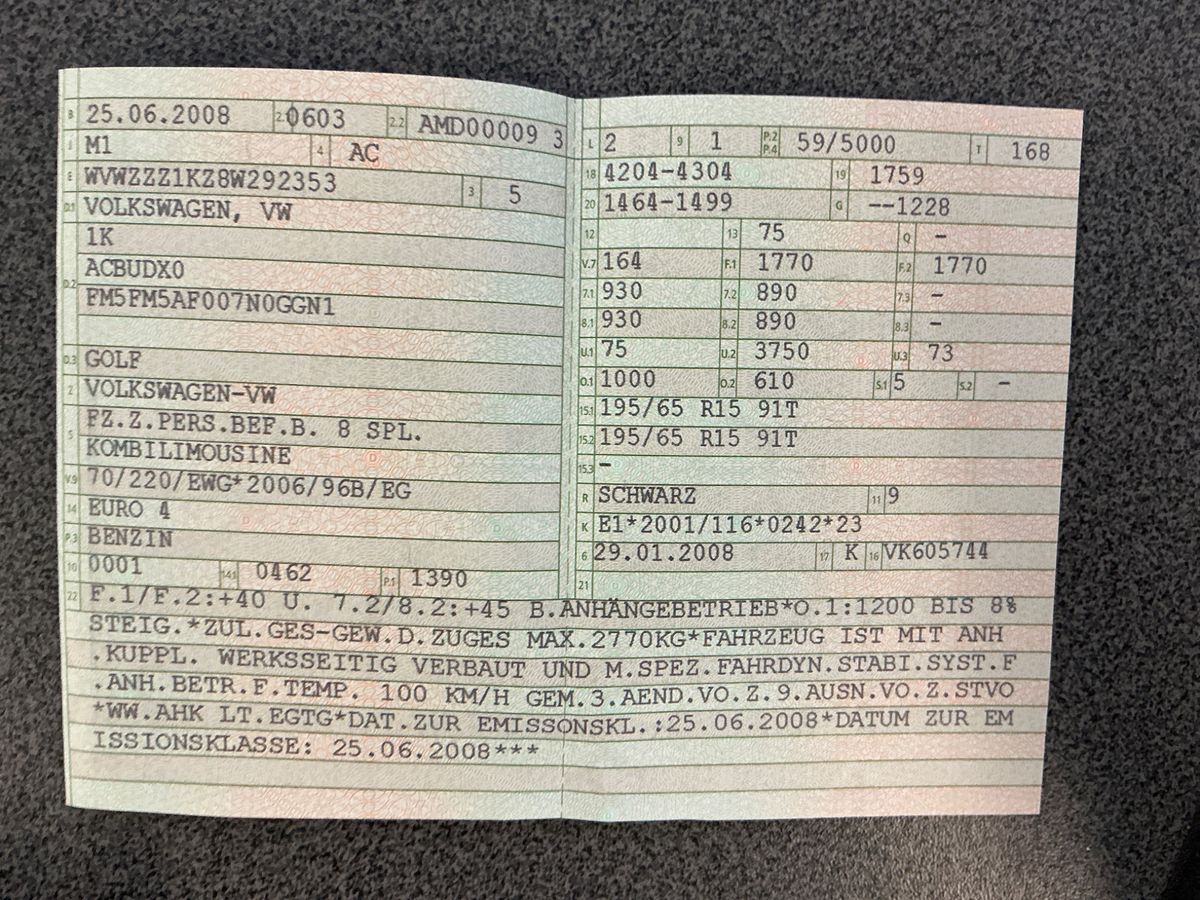 B 25.06.2008 2.1 0603 2.2 AMD00009 3
J M1 4 AC
E WVWZZZ1KZ8W292353 3 5
D.1 VOLKSWAGEN, VW
1K
D.2 ACBUDX0
FM5FM5AF007N0GGN1
D.3 GOLF
2 VOLKSWAGEN-VW
5 FZ.Z.PERS.BEF.B. 8 SPL.
KOMBILIMOUSINE
V.9 70/220/EWG*2006/96B/EG
14 EURO 4
P.3 BENZIN
10 0001 14.1 0462 P.1 1390
L 2 9 1 P.2 P.4 59/5000 T 168
18 4204-4304 19 1759
20 1464-1499 G --1228
12 13 75 Q -
V.7 164 F.1 1770 F.2 1770
7.1 930 7.2 890 7.3 -
8.1 930 8.2 890 8.3 -
U.1 75 U.2 3750 U.3 73
O.1 1000 O.2 610 S.1 5 S.2 -
15.1 195/65 R15 91T
15.2 195/65 R15 91T
15.3 -
R SCHWARZ 11 9
K E1*2001/116*0242*23
6 29.01.2008 17 K 16 VK605744
21
22 F.1/F.2:+40 U. 7.2/8.2:+45 B.ANHÄNGEBETRIEB*O.1:1200 BIS 8%
STEIG.*ZUL.GES-GEW.D.ZUGES MAX.2770KG*FAHRZEUG IST MIT ANH
.KUPPL. WERKSSEITIG VERBAUT UND M.SPEZ.FAHRDYN.STABI.SYST.F
.ANH.BETR.F.TEMP. 100 KM/H GEM.3.AEND.VO.Z.9.AUSN.VO.Z.STVO
*WW.AHK LT.EGTG*DAT.ZUR EMISSONSKL.:25.06.2008*DATUM ZUR EM
ISSIONSKLASSE: 25.06.2008***